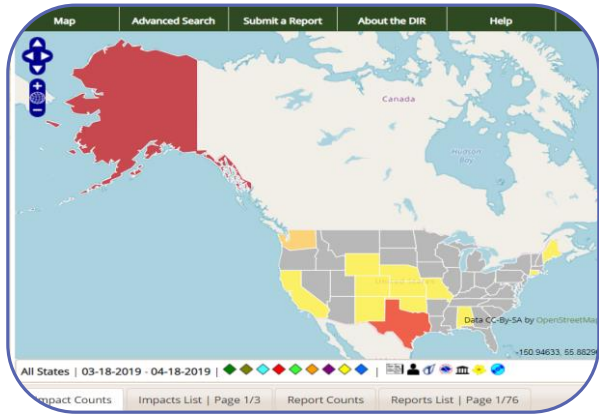 Map Advanced Search Submit a Report About the DIR Help
Canada
Hudson
Bay
United States
Data CC-By-SA by OpenStreetMap
-150.94633, 55.8829
All States | 03-18-2019 - 04-18-2019 |
Impact Counts Impacts List | Page 1/3 Report Counts Reports List | Page 1/76